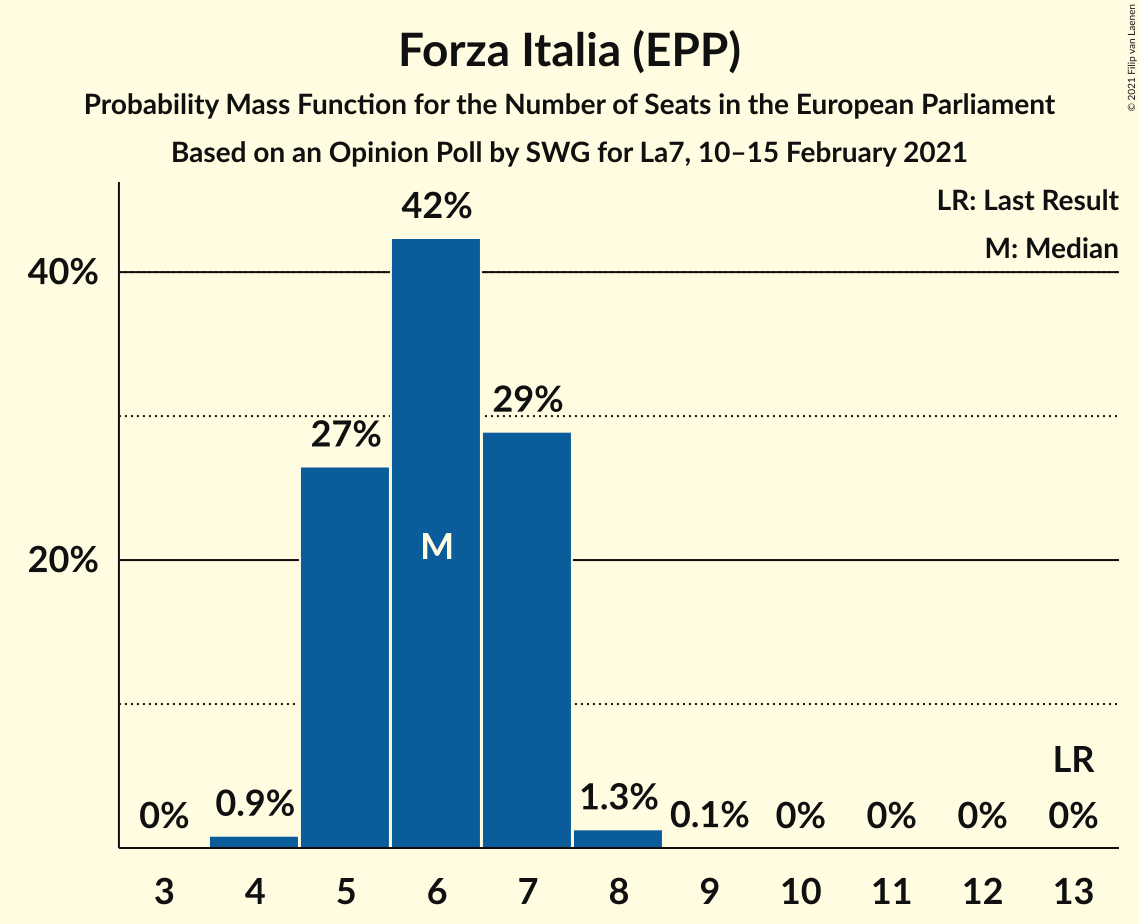 Forza Italia (EPP)
Probability Mass Function for the Number of Seats in the European Parliament
Based on an Opinion Poll by SWG for La7, 10–15 February 2021
© 2021 Filip van Laenen
LR: Last Result
M: Median
42%
40%
29%
27%
M
20%
LR
0%
0.9%
1.3%
0.1%
0%
0%
0%
0%
3 4 5 6 7 8 9 10 11 12 13